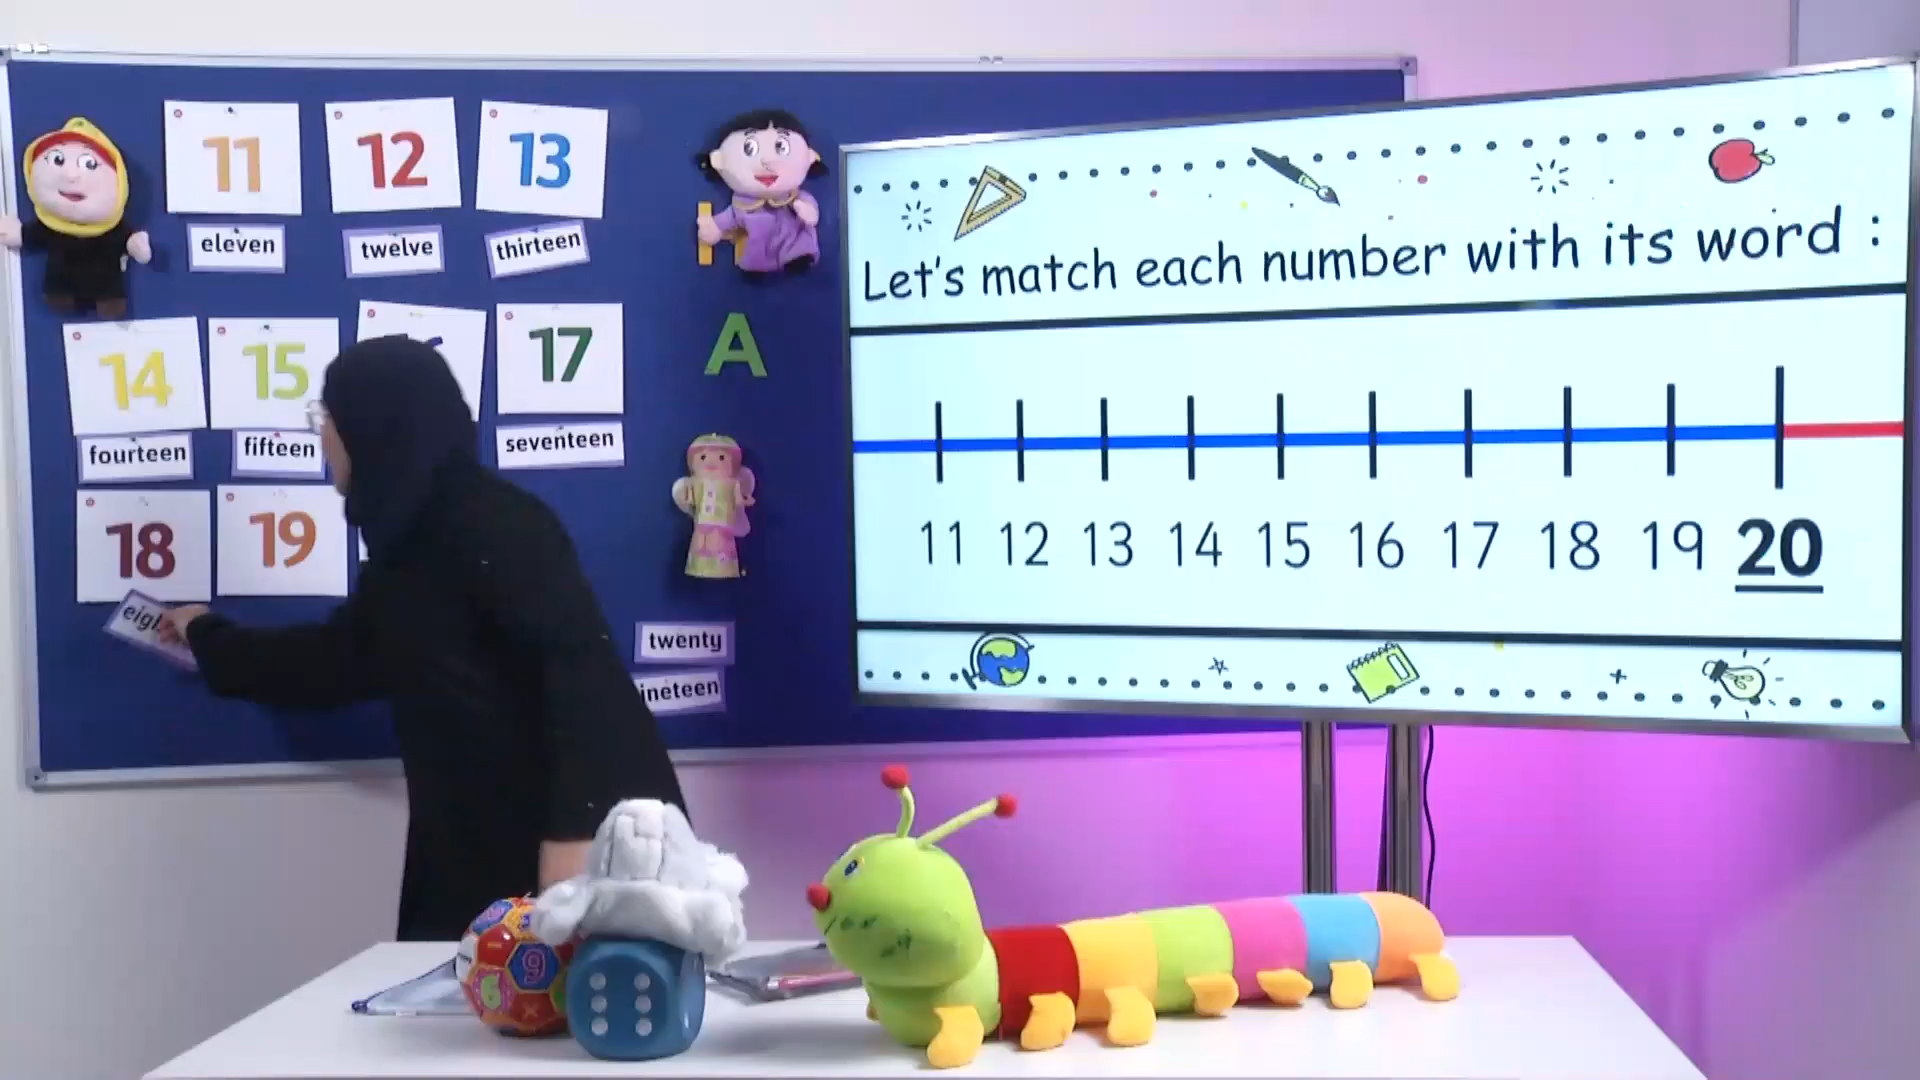 11 12 13
eleven twelve thirteen
14 15 17
fourteen fifteen seventeen
18 19
twenty
ineteen
A
Let's match each number with its word :
11 12 13 14 15 16 17 18 19 20
6 9